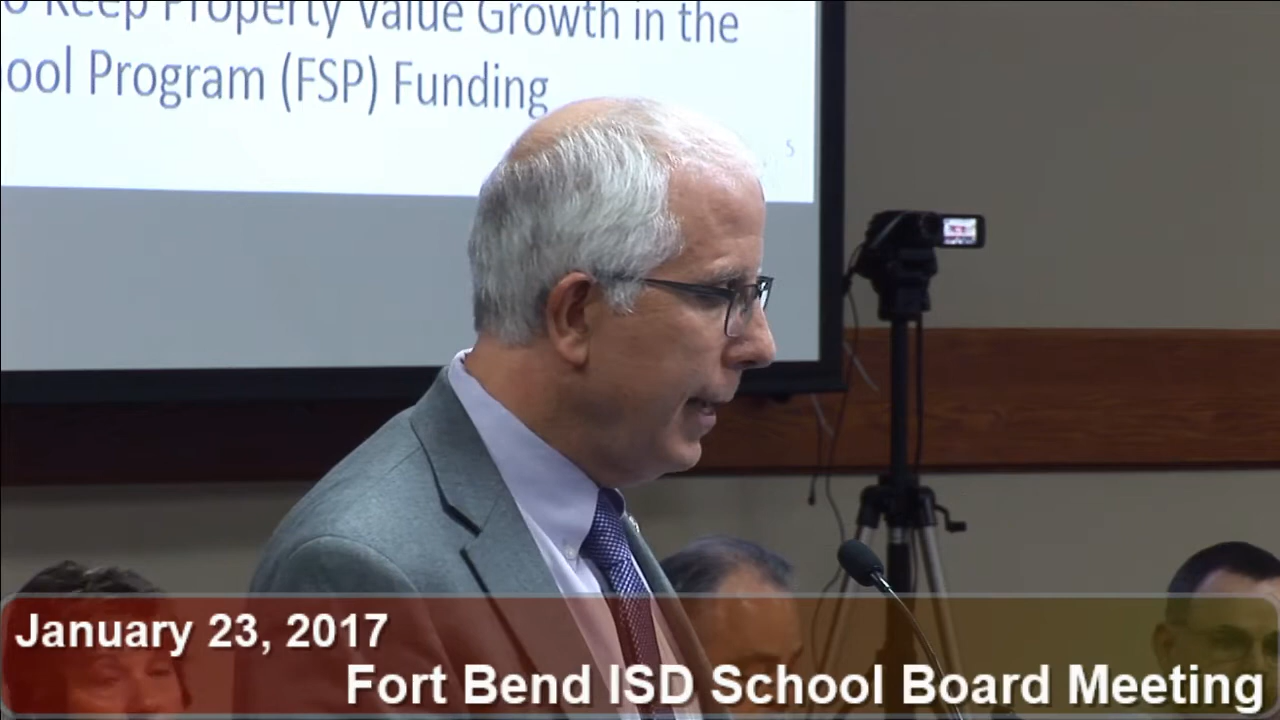 Keep Property Value Growth in the
ool Program (FSP) Funding
5
January 23, 2017
Fort Bend ISD School Board Meeting